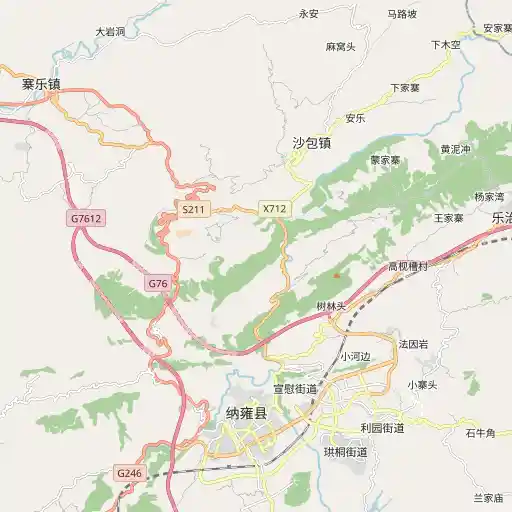 永安
马路坡
大岩洞
安家寨
麻窝头
下木空
寨乐镇
下家寨
安乐
沙包镇
黄泥冲
蒙家寨
杨家湾
S211
X712
G7612
王家寨
乐治
高枧槽村
G76
树林头
法因岩
小河边
小寨头
宣慰街道
纳雍县
利园街道
石牛角
珙桐街道
G246
兰家庙